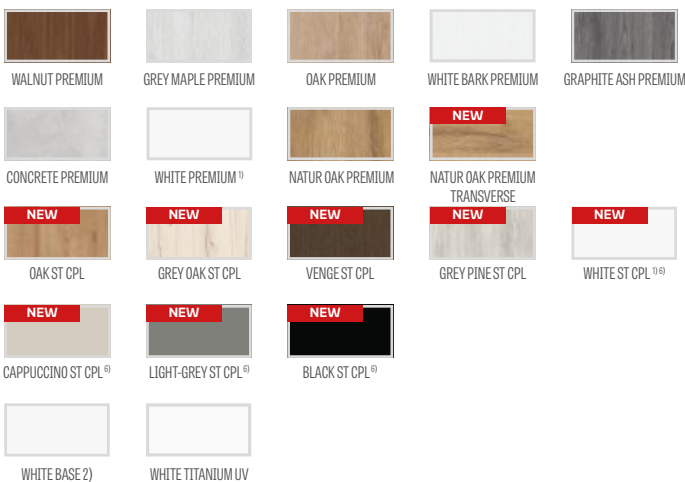 WALNUT PREMIUM
GREY MAPLE PREMIUM
OAK PREMIUM
WHITE BARK PREMIUM
GRAPHITE ASH PREMIUM
NEW
CONCRETE PREMIUM
WHITE PREMIUM 1)
NATUR OAK PREMIUM
NATUR OAK PREMIUM
TRANSVERSE
NEW
NEW
NEW
NEW
NEW
OAK ST CPL
GREY OAK ST CPL
VENGE ST CPL
GREY PINE ST CPL
WHITE ST CPL 1) 6)
NEW
NEW
NEW
CAPPUCCINO ST CPL 6)
LIGHT-GREY ST CPL 6)
BLACK ST CPL 6)
WHITE BASE 2)
WHITE TITANIUM UV